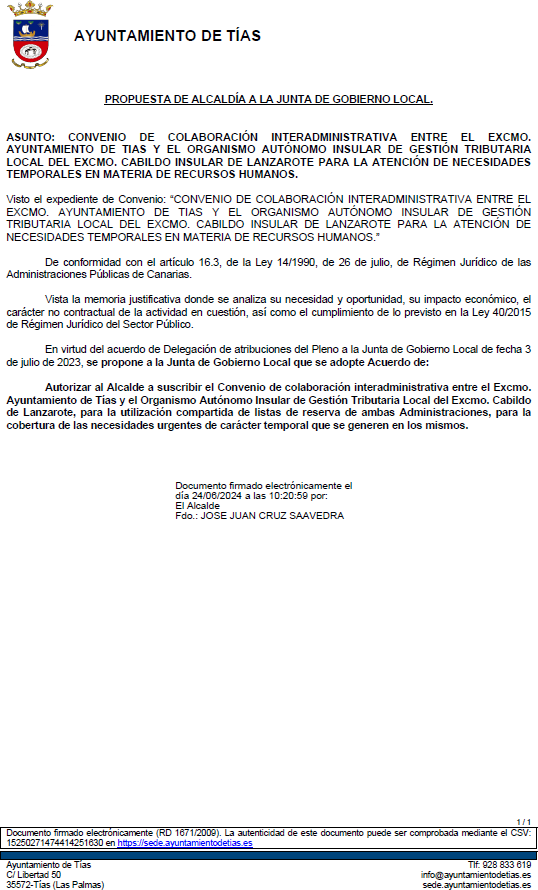 AYUNTAMIENTO DE TÍAS
PROPUESTA DE ALCALDÍA A LA JUNTA DE GOBIERNO LOCAL.
ASUNTO: CONVENIO DE COLABORACIÓN INTERADMINISTRATIVA ENTRE EL EXCMO.
AYUNTAMIENTO DE TIAS Y EL ORGANISMO AUTÓNOMO INSULAR DE GESTIÓN TRIBUTARIA
LOCAL DEL EXCMO. CABILDO INSULAR DE LANZAROTE PARA LA ATENCIÓN DE NECESIDADES
TEMPORALES EN MATERIA DE RECURSOS HUMANOS.
Visto el expediente de Convenio: “CONVENIO DE COLABORACIÓN INTERADMINISTRATIVA ENTRE EL
EXCMO. AYUNTAMIENTO DE TIAS Y EL ORGANISMO AUTÓNOMO INSULAR DE GESTIÓN
TRIBUTARIA LOCAL DEL EXCMO. CABILDO INSULAR DE LANZAROTE PARA LA ATENCIÓN DE
NECESIDADES TEMPORALES EN MATERIA DE RECURSOS HUMANOS.”
De conformidad con el artículo 16.3, de la Ley 14/1990, de 26 de julio, de Régimen Jurídico de las
Administraciones Públicas de Canarias.
Vista la memoria justificativa donde se analiza su necesidad y oportunidad, su impacto económico, el
carácter no contractual de la actividad en cuestión, así como el cumplimiento de lo previsto en la Ley 40/2015
de Régimen Jurídico del Sector Público.
En virtud del acuerdo de Delegación de atribuciones del Pleno a la Junta de Gobierno Local de fecha 3
de julio de 2023, se propone a la Junta de Gobierno Local que se adopte Acuerdo de:
Autorizar al Alcalde a suscribir el Convenio de colaboración interadministrativa entre el Excmo.
Ayuntamiento de Tías y el Organismo Autónomo Insular de Gestión Tributaria Local del Excmo. Cabildo
de Lanzarote, para la utilización compartida de listas de reserva de ambas Administraciones, para la
cobertura de las necesidades urgentes de carácter temporal que se generen en los mismos.
Documento firmado electrónicamente el
día 24/06/2024 a las 10:20:59 por:
El Alcalde
Fdo.: JOSE JUAN CRUZ SAAVEDRA
1 / 1
Documento firmado electrónicamente (RD 1671/2009). La autenticidad de este documento puede ser comprobada mediante el CSV:
15250271474414251630 en https://sede.ayuntamientodetias.es
Ayuntamiento de Tías
Tlf: 928 833 619
C/ Libertad 50
info@ayuntamientodetias.es
35572-Tías (Las Palmas)
sede.ayuntamientodetias.es